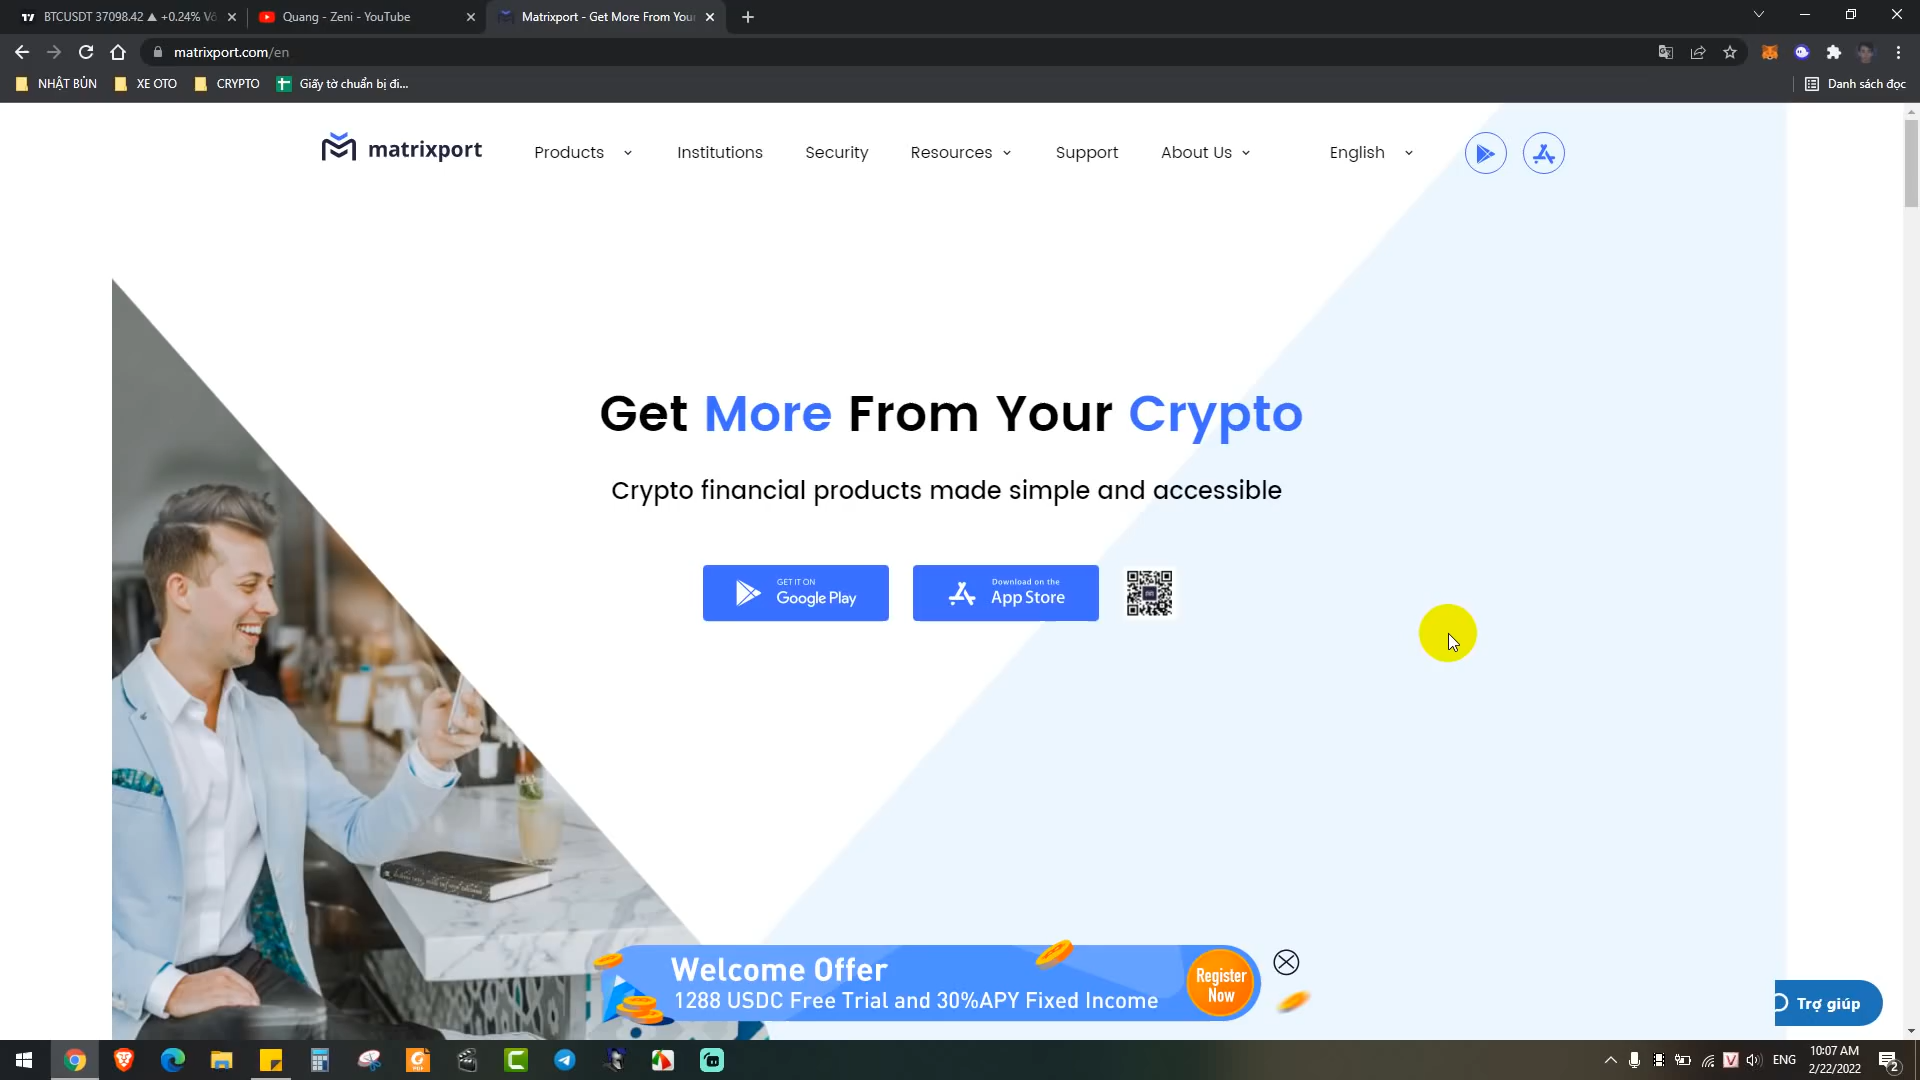 BTCUSDT 37098.42 ▲ +0.24%
Quang - Zeni - YouTube
Matrixport - Get More From You
matrixport.com/en
NHẬT BỦN
XE OTO
CRYPTO
Giấy tờ chuẩn bị đi...
Danh sách đọc
matrixport
Products
Institutions
Security
Resources
Support
About Us
English
Get More From Your Crypto
Crypto financial products made simple and accessible
GET IT ON
Google Play
Download on the
App Store
Welcome Offer
1288 USDC Free Trial and 30%APY Fixed Income
Register
Now
Trợ giúp
ENG
10:07 AM
2/22/2022
2